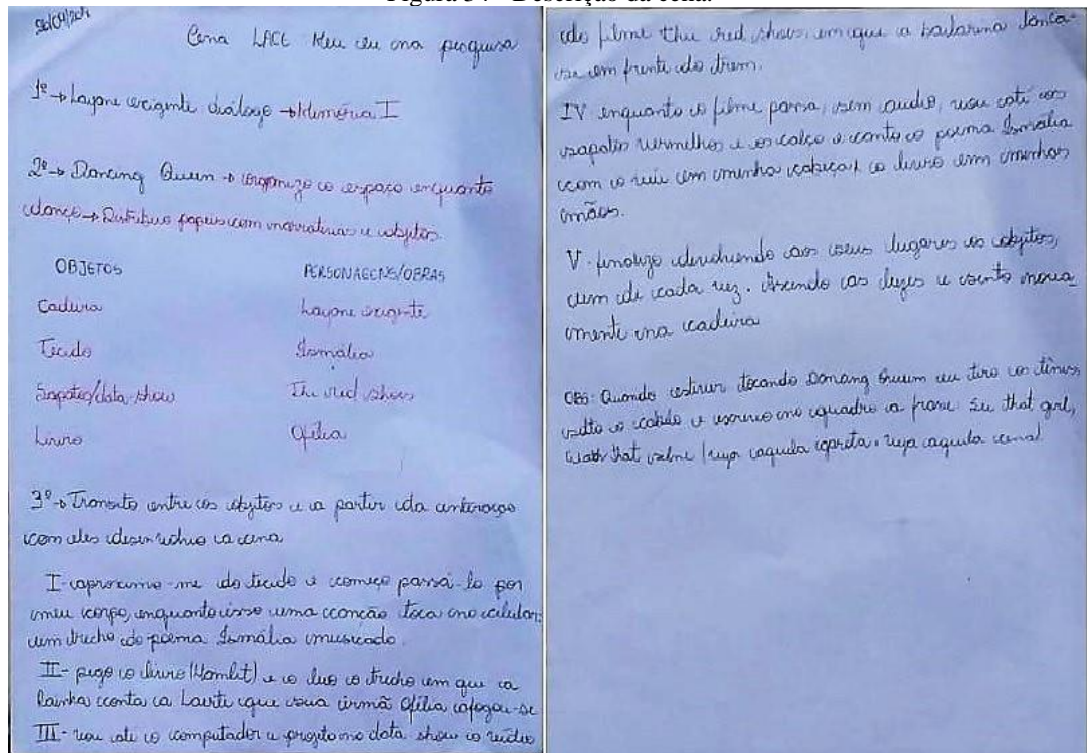 Figura 34 - Descrição da cena.
Cena LACE Meu eu na pesquisa
1º → Layane exigente diálogo → Memória I
2º → Dancing Queen → organizo o espaço enquanto
danço → Distribuo papéis com narrativas e objetos.
OBJETOS PERSONAGENS/OBRAS
Cadeira Layane exigente
Tecido Ismália
Sapatos/data show The red shoes
Livro Ofélia
3º → Transito entre os objetos e a partir da interação
com eles desenvolvo a cena
I- aproximo-me do tecido e começo passá-lo por
meu corpo, enquanto isso uma canção toca no celular:
um trecho do poema Ismália musicado.
II- pego o livro (Hamlet) e o leio o trecho em que a
Rainha conta a Laerte que sua irmã Ofélia afogou-se
III- vou até o computador e projeto no data show o vídeo
do filme the red shoes, em que a bailarina lança-
se em frente do trem.
IV enquanto o filme passa, sem audio, vou até os
sapatos vermelhos e os calço e canto o poema Ismália
com o véu em minha cabeça e o livro em minhas
mãos.
V- finalizo devolvendo aos seus lugares os objetos,
um de cada vez. Acendo as luzes e sento nova
mente na cadeira
OBS: Quando estiver tocando Dancing Queen eu tiro os tênis,
solto o cabelo e escrevo no quadro a frase: See that girl,
watch that scene / veja aquela garota, veja aquela cena!